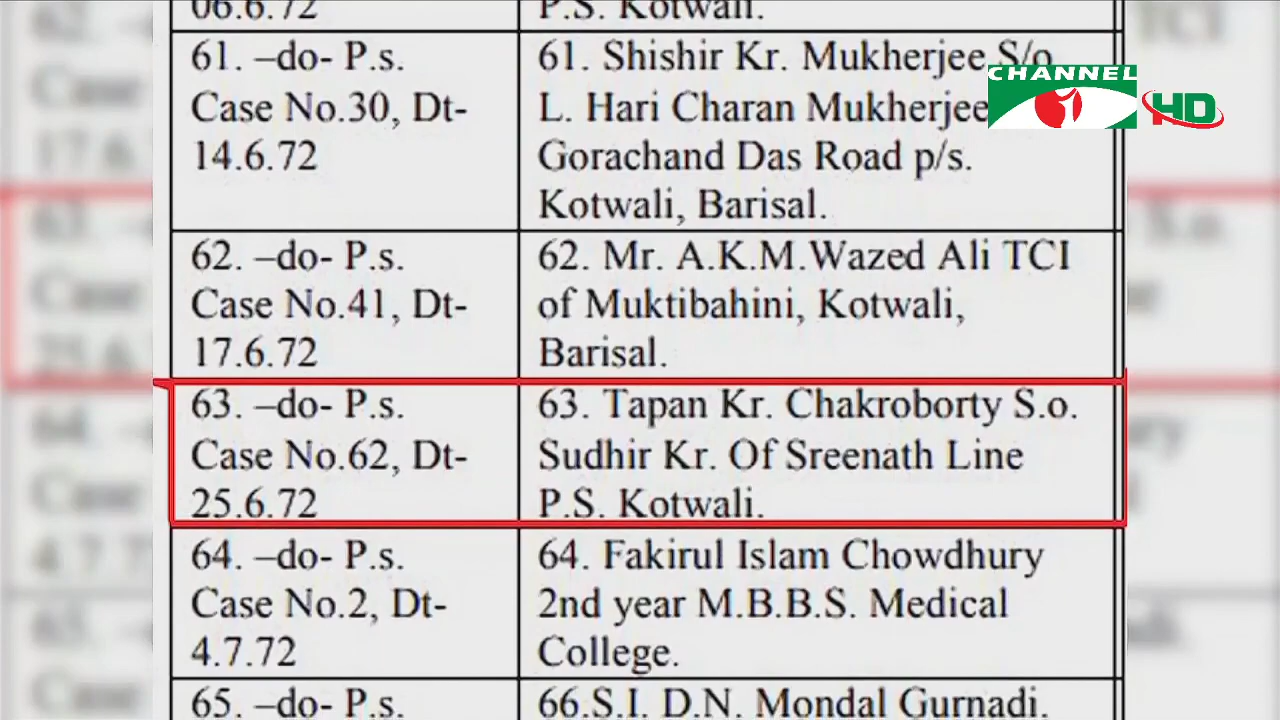 06.6.72
P.S. Kotwali.
61. –do- P.s.
Case No.30, Dt-
14.6.72
61. Shishir Kr. Mukherjee S/o
L. Hari Charan Mukherjee
Gorachand Das Road p/s.
Kotwali, Barisal.
62. –do- P.s.
Case No.41, Dt-
17.6.72
62. Mr. A.K.M.Wazed Ali TCI
of Muktibahini, Kotwali,
Barisal.
63. –do- P.s.
Case No.62, Dt-
25.6.72
63. Tapan Kr. Chakroborty S.o.
Sudhir Kr. Of Sreenath Line
P.S. Kotwali.
64. –do- P.s.
Case No.2, Dt-
4.7.72
64. Fakirul Islam Chowdhury
2nd year M.B.B.S. Medical
College.
65. –do- P.s.
66.S.I. D.N. Mondal Gurnadi.
CHANNEL
i HD